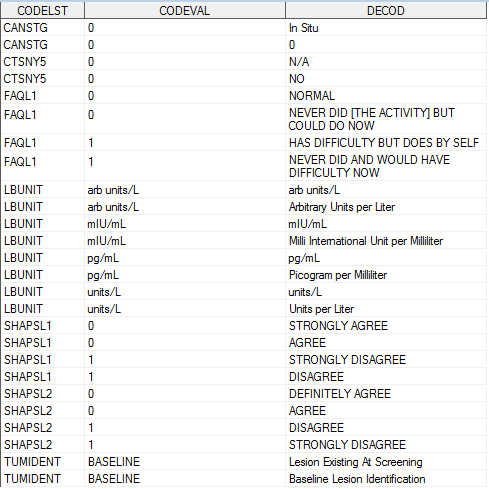 CODELST CODEVAL DECOD
CANSTG 0 In Situ
CANSTG 0 0
CTSNY5 0 N/A
CTSNY5 0 NO
FAQL1 0 NORMAL
FAQL1 0 NEVER DID [THE ACTIVITY] BUT
COULD DO NOW
FAQL1 1 HAS DIFFICULTY BUT DOES BY SELF
FAQL1 1 NEVER DID AND WOULD HAVE
DIFFICULTY NOW
LBUNIT arb units/L arb units/L
LBUNIT arb units/L Arbitrary Units per Liter
LBUNIT mIU/mL mIU/mL
LBUNIT mIU/mL Milli International Unit per Milliliter
LBUNIT pg/mL pg/mL
LBUNIT pg/mL Picogram per Milliliter
LBUNIT units/L units/L
LBUNIT units/L Units per Liter
SHAPSL1 0 STRONGLY AGREE
SHAPSL1 0 AGREE
SHAPSL1 1 STRONGLY DISAGREE
SHAPSL1 1 DISAGREE
SHAPSL2 0 DEFINITELY AGREE
SHAPSL2 0 AGREE
SHAPSL2 1 DISAGREE
SHAPSL2 1 STRONGLY DISAGREE
TUMIDENT BASELINE Lesion Existing At Screening
TUMIDENT BASELINE Baseline Lesion Identification